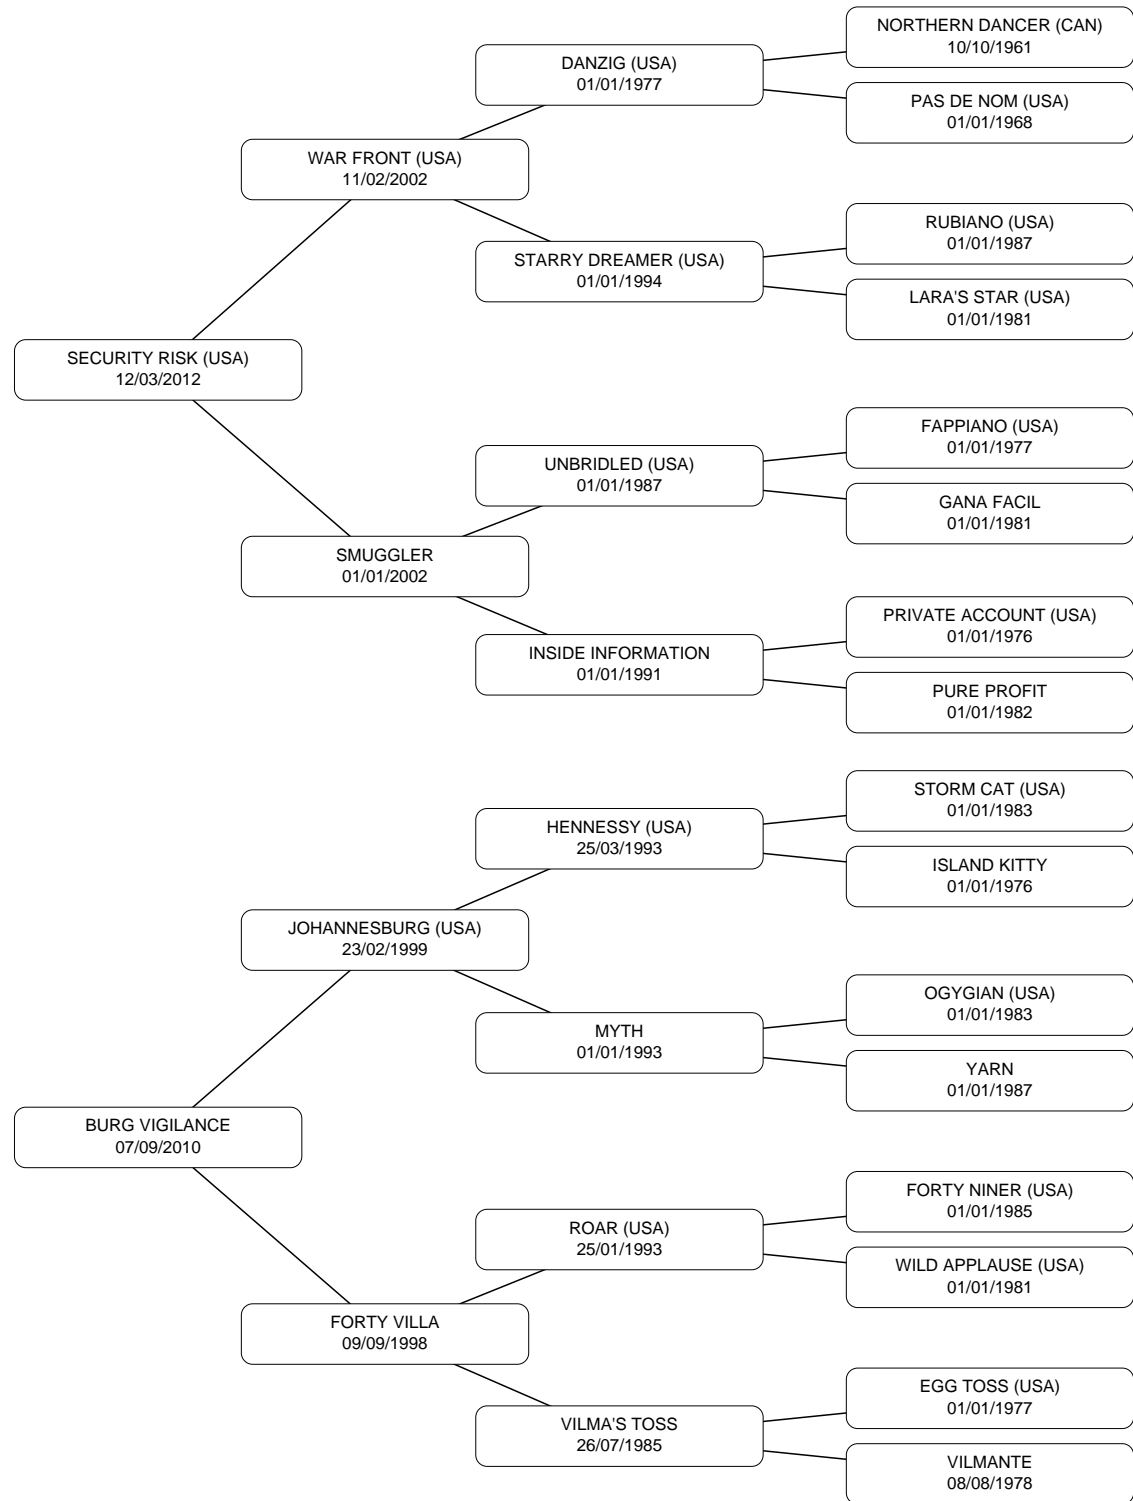 NORTHERN DANCER (CAN)
10/10/1961
DANZIG (USA)
01/01/1977
PAS DE NOM (USA)
01/01/1968
WAR FRONT (USA)
11/02/2002
RUBIANO (USA)
01/01/1987
STARRY DREAMER (USA)
01/01/1994
LARA'S STAR (USA)
01/01/1981
SECURITY RISK (USA)
12/03/2012
FAPPIANO (USA)
01/01/1977
UNBRIDLED (USA)
01/01/1987
GANA FACIL
01/01/1981
SMUGGLER
01/01/2002
PRIVATE ACCOUNT (USA)
01/01/1976
INSIDE INFORMATION
01/01/1991
PURE PROFIT
01/01/1982
STORM CAT (USA)
01/01/1983
HENNESSY (USA)
25/03/1993
ISLAND KITTY
01/01/1976
JOHANNESBURG (USA)
23/02/1999
OGYGIAN (USA)
01/01/1983
MYTH
01/01/1993
YARN
01/01/1987
BURG VIGILANCE
07/09/2010
FORTY NINER (USA)
01/01/1985
ROAR (USA)
25/01/1993
WILD APPLAUSE (USA)
01/01/1981
FORTY VILLA
09/09/1998
EGG TOSS (USA)
01/01/1977
VILMA'S TOSS
26/07/1985
VILMANTE
08/08/1978